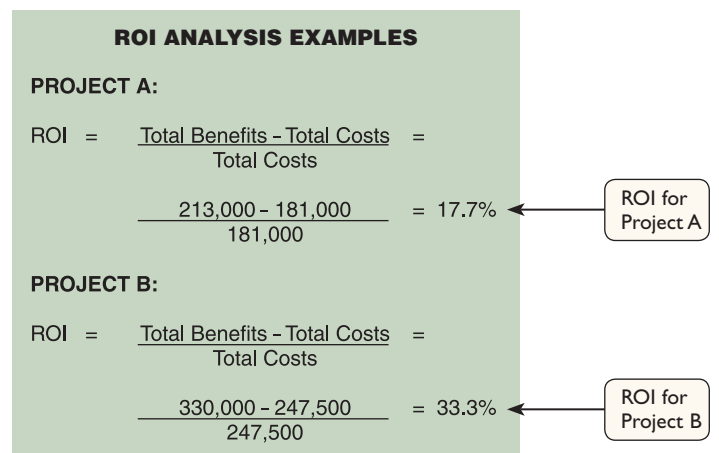 ROI ANALYSIS EXAMPLES
PROJECT A:
ROI = Total Benefits – Total Costs =
Total Costs
213,000 – 181,000 = 17.7%
181,000
ROI for
Project A
PROJECT B:
ROI = Total Benefits – Total Costs =
Total Costs
330,000 – 247,500 = 33.3%
247,500
ROI for
Project B